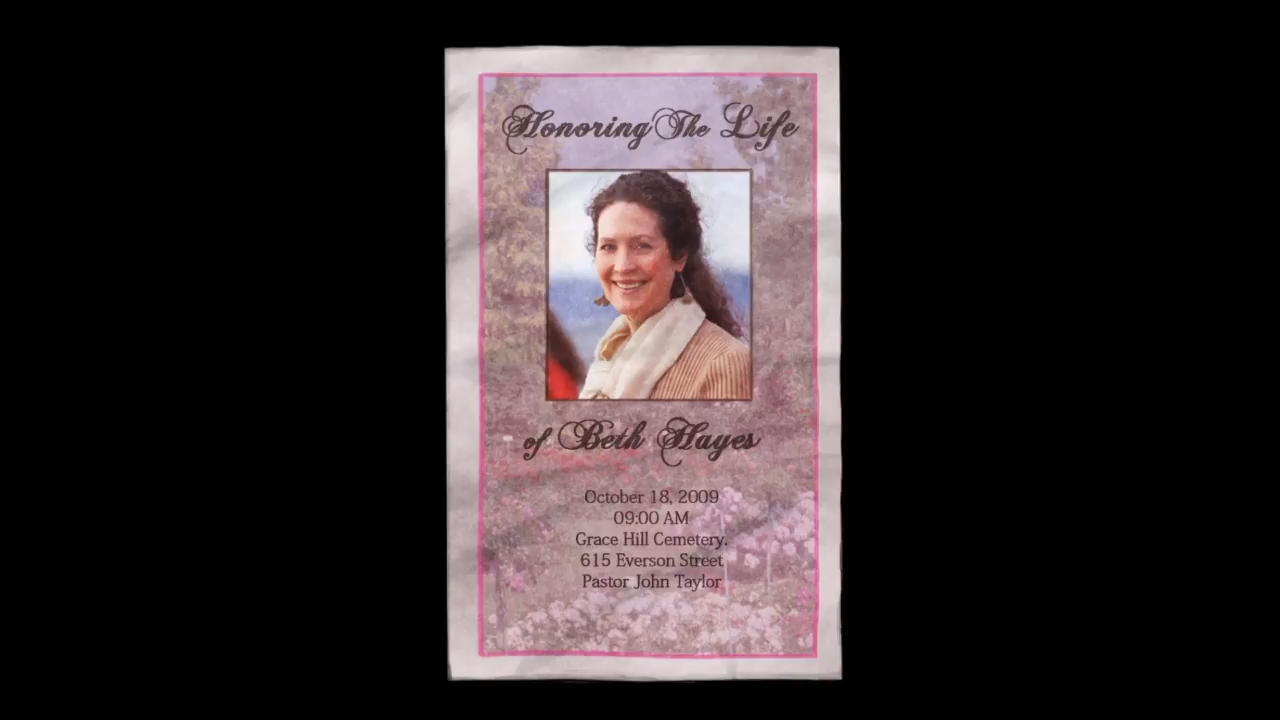 Honoring The Life
of Beth Hayes
October 18, 2009
09:00 AM
Grace Hill Cemetery.
615 Everson Street
Pastor John Taylor